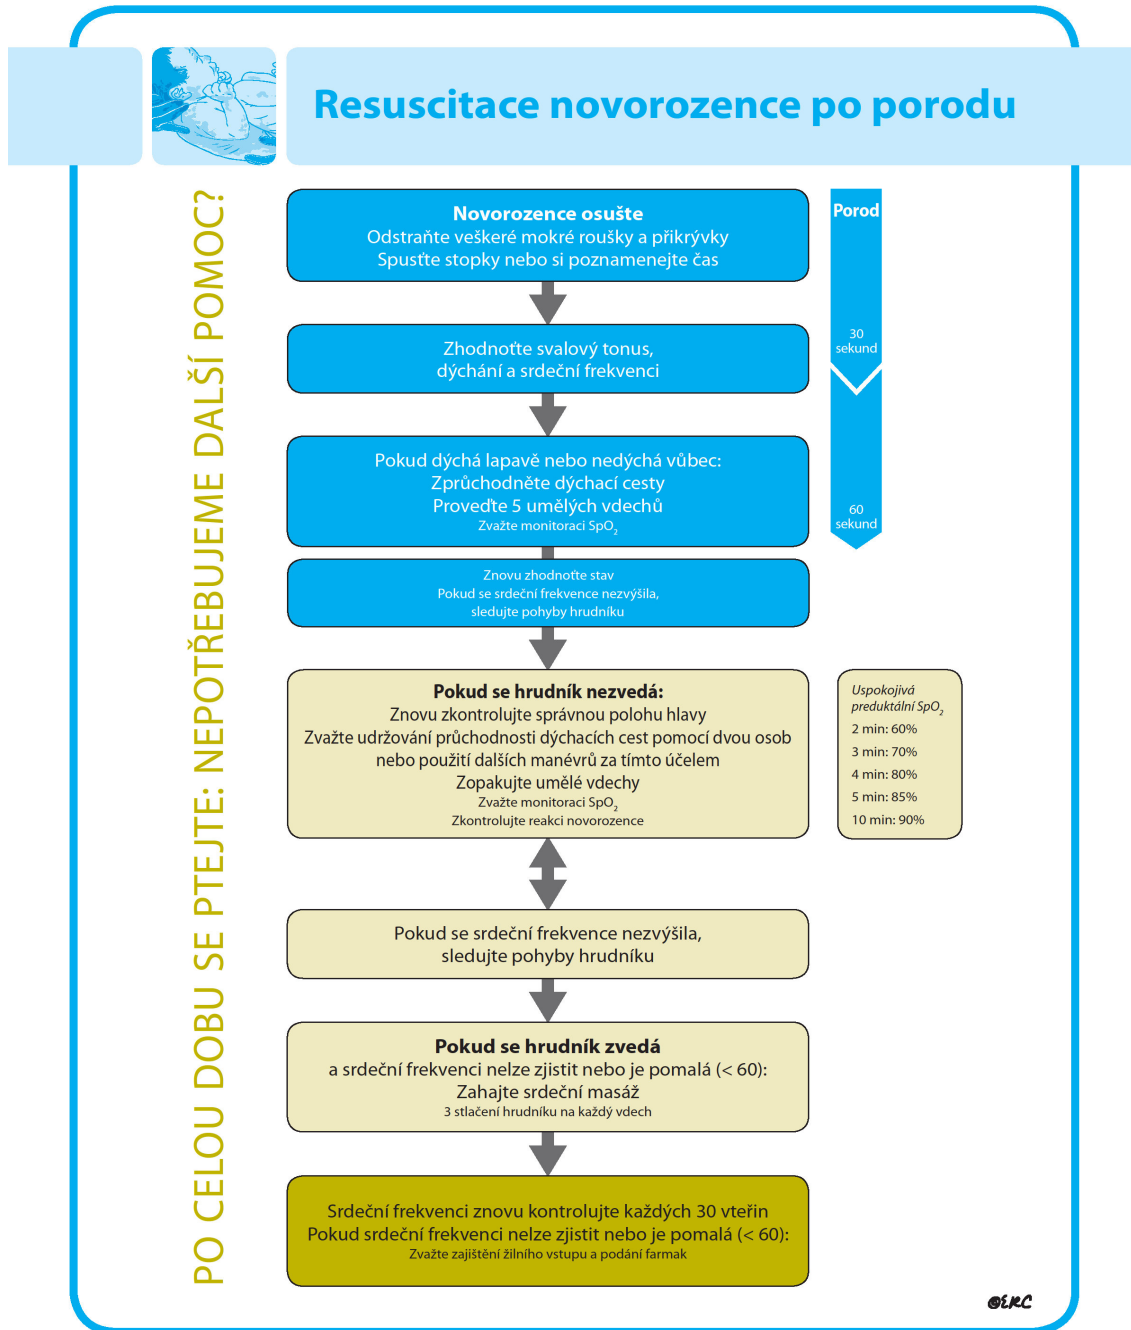 Resuscitace novorozence po porodu
PO CELOU DOBU SE PTEJTE: NEPOTŘEBUJEME DALŠÍ POMOC?
Novorozence osušte
Odstraňte veškeré mokré roušky a přikrývky
Spusťte stopky nebo si poznamenejte čas
Porod
Zhodnoťte svalový tonus,
dýchání a srdeční frekvenci
30
sekund
Pokud dýchá lapavě nebo nedýchá vůbec:
Zprůchodněte dýchací cesty
Proveďte 5 umělých vdechů
Zvažte monitoraci SpO₂
60
sekund
Znovu zhodnoťte stav
Pokud se srdeční frekvence nezvýšila,
sledujte pohyby hrudníku
Pokud se hrudník nezvedá:
Znovu zkontrolujte správnou polohu hlavy
Zvažte udržování průchodnosti dýchacích cest pomocí dvou osob
nebo použití dalších manévrů za tímto účelem
Zopakujte umělé vdechy
Zvažte monitoraci SpO₂
Zkontrolujte reakci novorozence
Uspokojivá
preduktální SpO₂
2 min: 60%
3 min: 70%
4 min: 80%
5 min: 85%
10 min: 90%
Pokud se srdeční frekvence nezvýšila,
sledujte pohyby hrudníku
Pokud se hrudník zvedá
a srdeční frekvenci nelze zjistit nebo je pomalá (< 60):
Zahajte srdeční masáž
3 stlačení hrudníku na každý vdech
Srdeční frekvenci znovu kontrolujte každých 30 vteřin
Pokud srdeční frekvenci nelze zjistit nebo je pomalá (< 60):
Zvažte zajištění žilního vstupu a podání farmak
@ERC